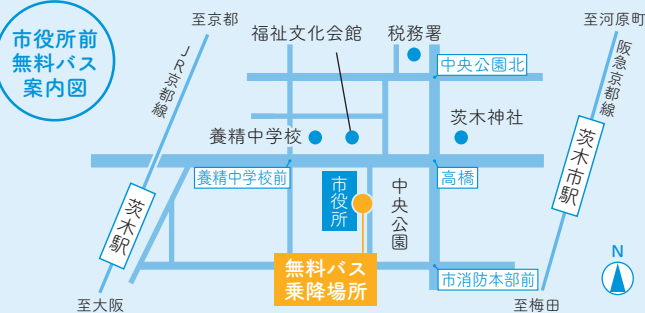 市役所前
無料バス
案内図
至京都
福祉文化会館
税務署
至河原町
JR京都線
中央公園北
阪急京都線
養精中学校
茨木神社
養精中学校前
高橋
茨木市駅
市役所
中央公園
茨木駅
無料バス
乗降場所
市消防本部前
N
至大阪
至梅田